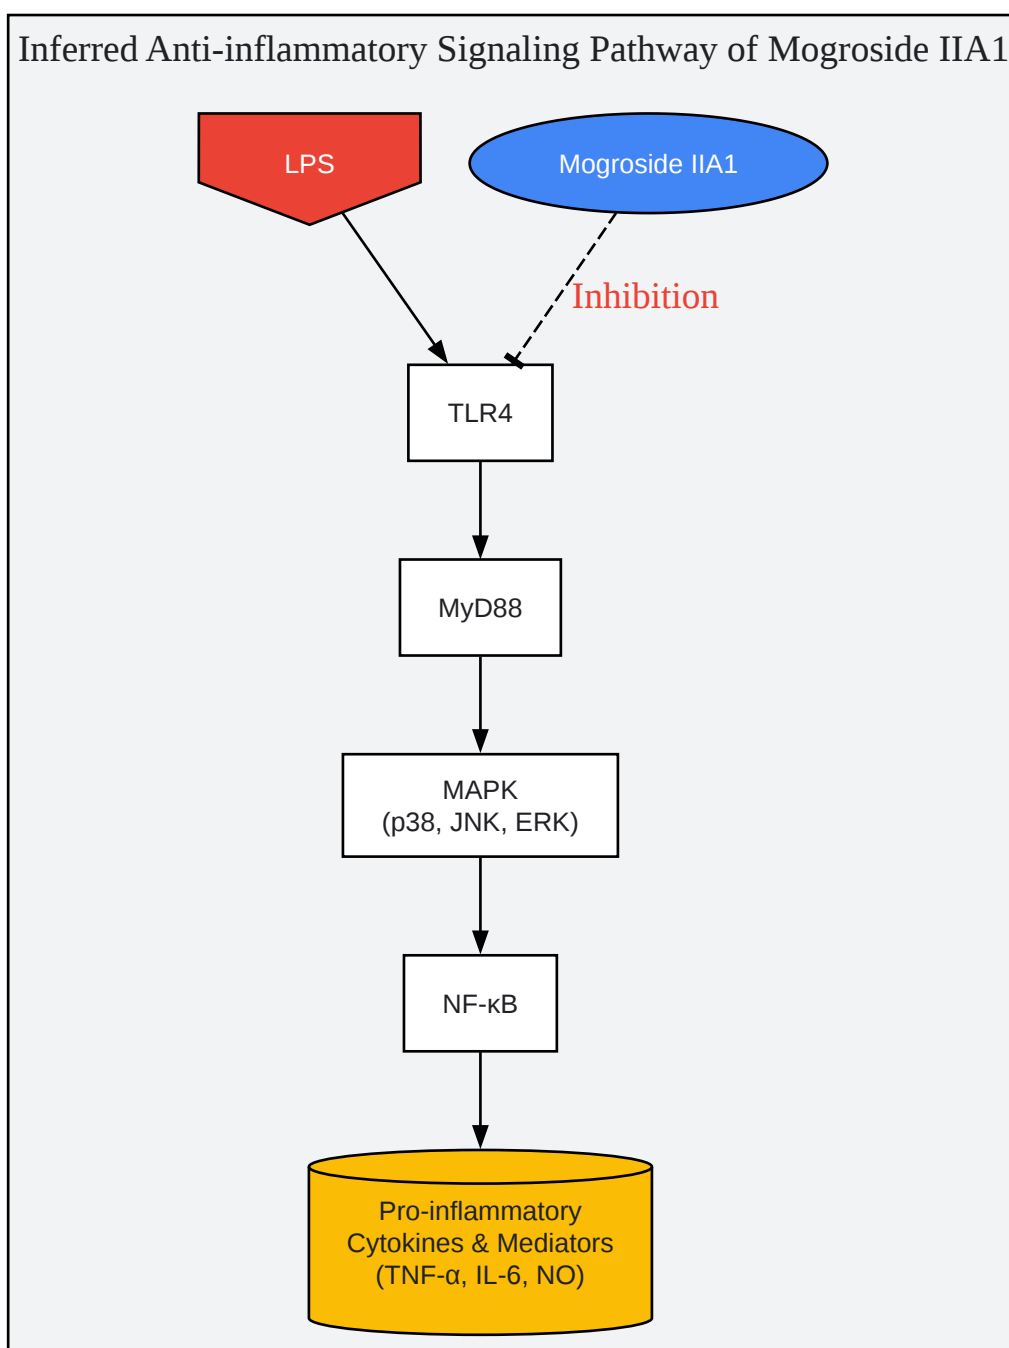 Inferred Anti-inflammatory Signaling Pathway of Mogroside IIA1
LPS
Mogroside IIA1
Inhibition
TLR4
MyD88
MAPK
(p38, JNK, ERK)
NF-κB
Pro-inflammatory
Cytokines & Mediators
(TNF-α, IL-6, NO)